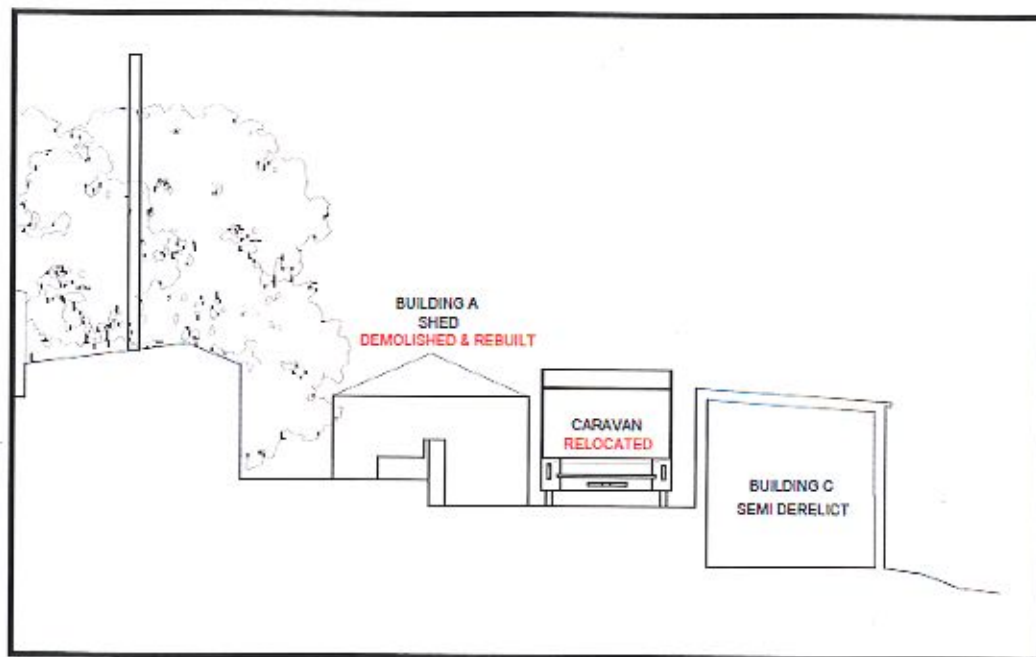 BUILDING A
SHED
DEMOLISHED & REBUILT
CARAVAN
RELOCATED
BUILDING C
SEMI DERELICT